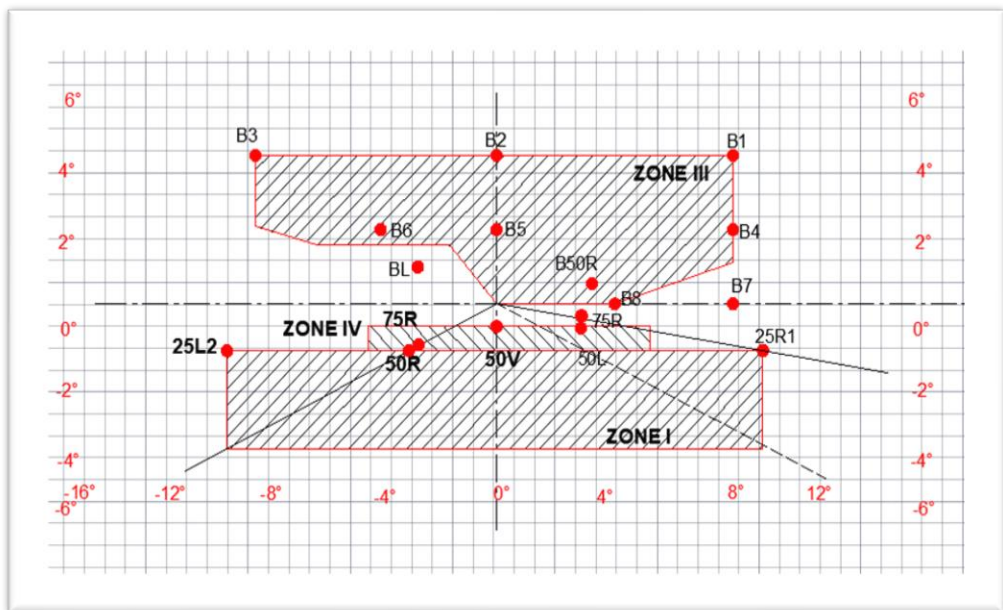 6° 6°
B3 B2 B1
4° ZONE III 4°
B6 B5 B4
2° 2°
BL B50R B7
B8
0° ZONE IV 75R 75R 0°
25L2 50R 50V 50L 25R1
-2° -2°
ZONE I
-4° -4°
-16° -12° -8° -4° 0° 4° 8° 12°
-6° -6°